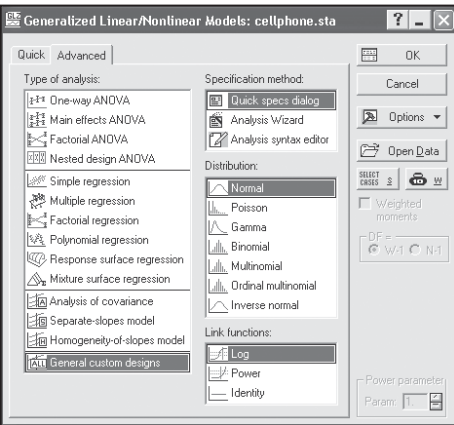 Generalized Linear/Nonlinear Models: cellphone.sta
Quick Advanced
Type of analysis:
One-way ANOVA
Main effects ANOVA
Factorial ANOVA
Nested design ANOVA
Simple regression
Multiple regression
Factorial regression
Polynomial regression
Response surface regression
Mixture surface regression
Analysis of covariance
Separate-slopes model
Homogeneity-of-slopes model
ALL General custom designs
Specification method:
Quick specs dialog
Analysis Wizard
Analysis syntax editor
Distribution:
Normal
Poisson
Gamma
Binomial
Multinomial
Ordinal multinomial
Inverse normal
Link functions:
Log
Power
Identity
OK
Cancel
Options
Open Data
SELECT CASES S W
Weighted
moments
DF =
W-1 N-1
Power parameter
Param: 1.